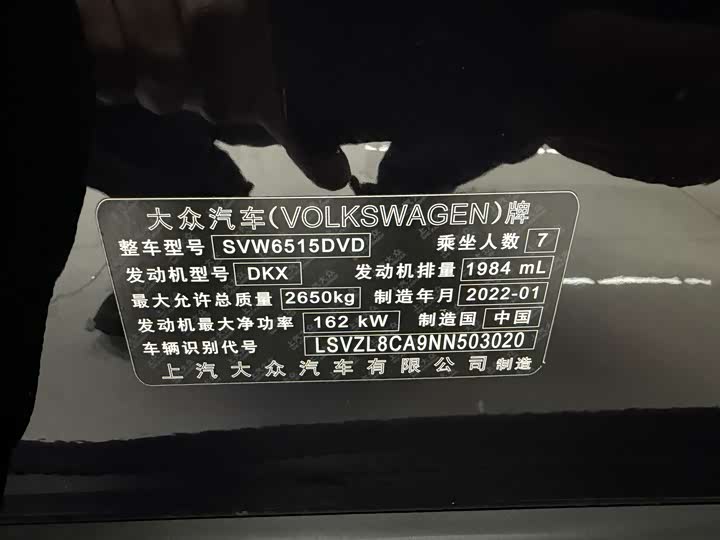 大众汽车(VOLKSWAGEN)牌
整车型号 SVW6515DVD 乘坐人数 7
发动机型号 DKX 发动机排量 1984 mL
最大允许总质量 2650kg 制造年月 2022-01
发动机最大净功率 162 kW 制造国 中国
车辆识别代号 LSVZL8CA9NN503020
上汽大众汽车有限公司 制造